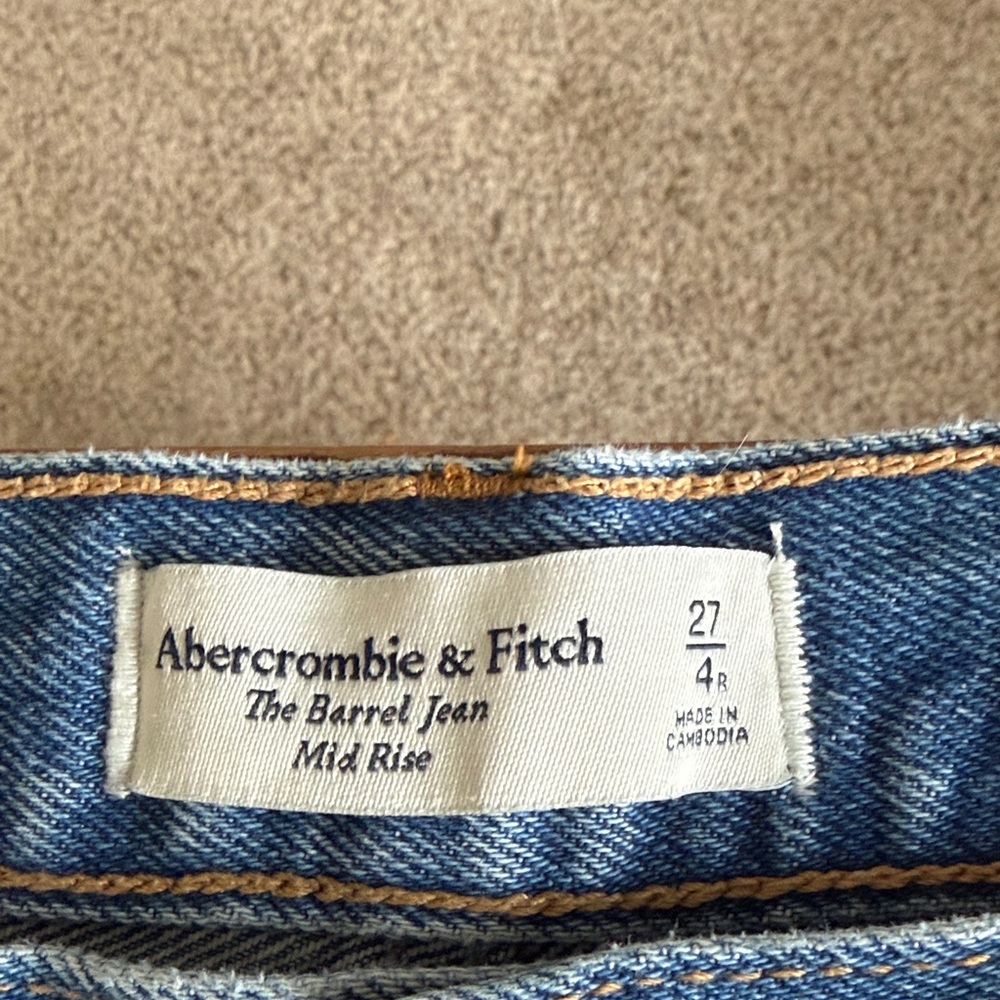 Abercrombie & Fitch
The Barrel Jean
Mid Rise
27
4R
MADE IN
CAMBODIA